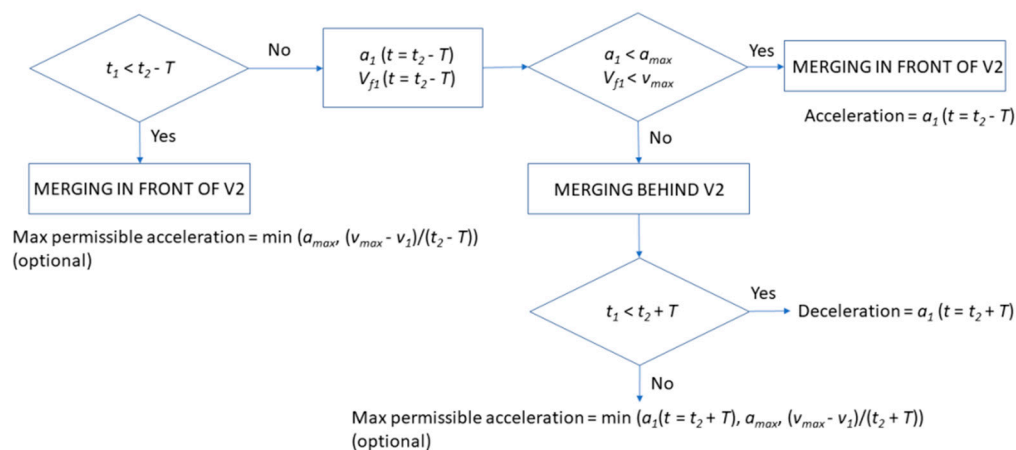 t1 < t2 - T
No
Yes
MERGING IN FRONT OF V2
Max permissible acceleration = min (amax, (vmax - v1)/(t2 - T))
(optional)
a1 (t = t2 - T)
Vf1 (t = t2 - T)
a1 < amax
Vf1 < vmax
Yes
MERGING IN FRONT OF V2
Acceleration = a1 (t = t2 - T)
No
MERGING BEHIND V2
t1 < t2 + T
Yes
Deceleration = a1 (t = t2 + T)
No
Max permissible acceleration = min (a1(t = t2 + T), amax, (vmax - v1)/(t2 + T))
(optional)